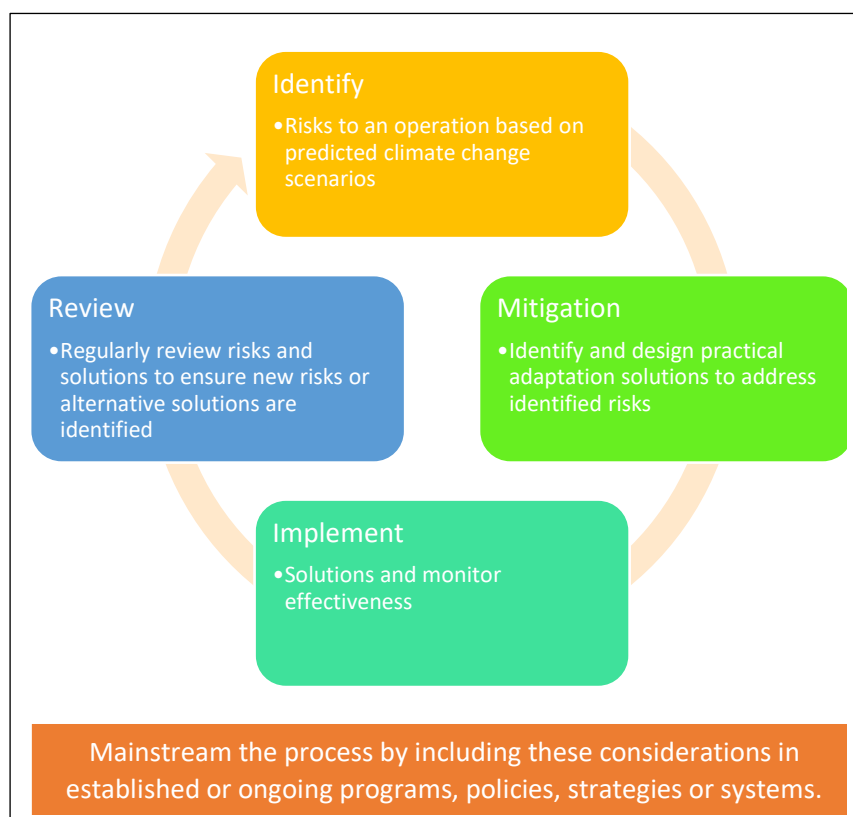 Identify
•Risks to an operation based on
predicted climate change
scenarios
Mitigation
•Identify and design practical
adaptation solutions to address
identified risks
Implement
•Solutions and monitor
effectiveness
Review
•Regularly review risks and
solutions to ensure new risks or
alternative solutions are
identified
Mainstream the process by including these considerations in
established or ongoing programs, policies, strategies or systems.